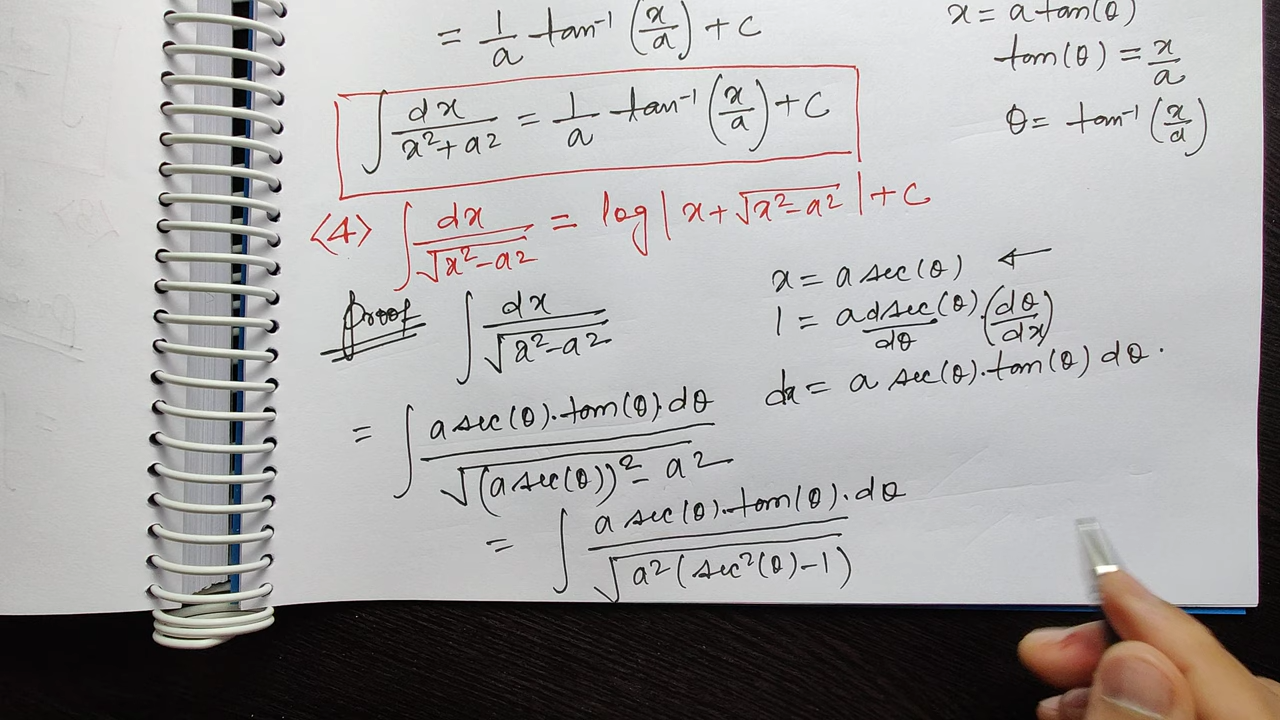 = 1/a tan⁻¹ (x/a) + c
x = a tan(θ)
tan(θ) = x/a
θ = tan⁻¹ (x/a)
∫ dx/(x²+a²) = 1/a tan⁻¹ (x/a) + c
<4> ∫ dx/√(x²-a²) = log | x + √(x²-a²) | + c
Proof ∫ dx/√(x²-a²)
x = a sec(θ) ←
1 = a dsec(θ)/dθ · (dθ/dx)
dx = a sec(θ)·tan(θ) dθ.
= ∫ a sec(θ)·tan(θ)·dθ / √((a sec(θ))² - a²)
= ∫ a sec(θ)·tan(θ)·dθ / √(a²(sec²(θ)-1))